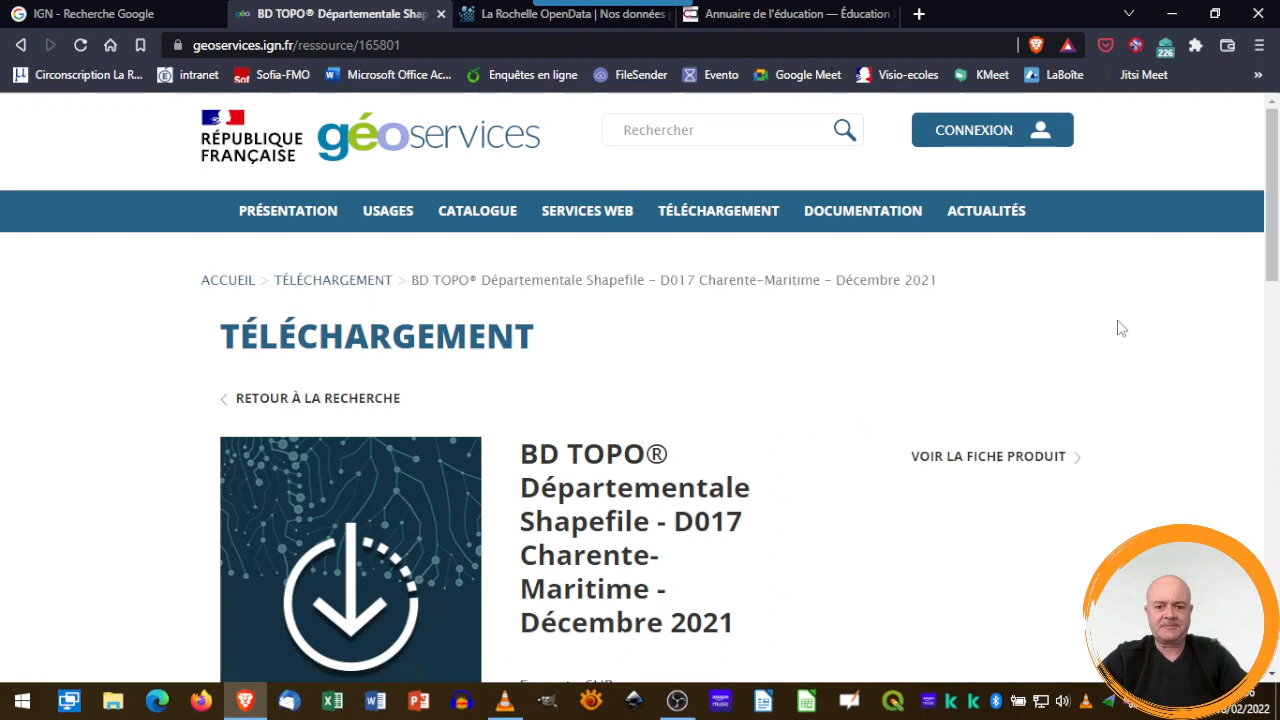 IGN - Recherche Google
BD TOPO® Départementale Shap
La Rochelle OpenData | Nos données
Annuaire de l'éducation — Éducation
geoservices.ign.fr/ressource/165801
226
Circonscription La R...
intranet
Sofia-FMO
Microsoft Office Ac...
Enquêtes en ligne
FileSender
Evento
Google Meet
Visio-ecoles
KMeet
LaBoîte
Jitsi Meet
»
RÉPUBLIQUE
FRANÇAISE
géoservices
Rechercher
CONNEXION
PRÉSENTATION
USAGES
CATALOGUE
SERVICES WEB
TÉLÉCHARGEMENT
DOCUMENTATION
ACTUALITÉS
ACCUEIL > TÉLÉCHARGEMENT > BD TOPO® Départementale Shapefile - D017 Charente-Maritime - Décembre 2021
TÉLÉCHARGEMENT
RETOUR À LA RECHERCHE
BD TOPO®
Départementale
Shapefile - D017
Charente-
Maritime -
Décembre 2021
VOIR LA FICHE PRODUIT
/02/2022